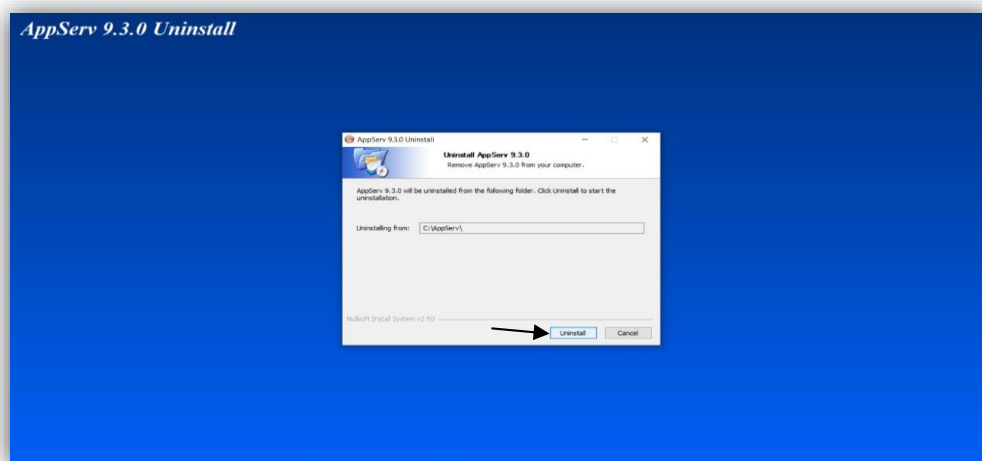 AppServ 9.3.0 Uninstall
AppServ 9.3.0 Uninstall
Uninstall AppServ 9.3.0
Remove AppServ 9.3.0 from your computer.
AppServ 9.3.0 will be uninstalled from the following folder. Click Uninstall to start the
uninstallation.
Uninstalling from: C:\AppServ\
Nullsoft Install System v2.50
Uninstall Cancel